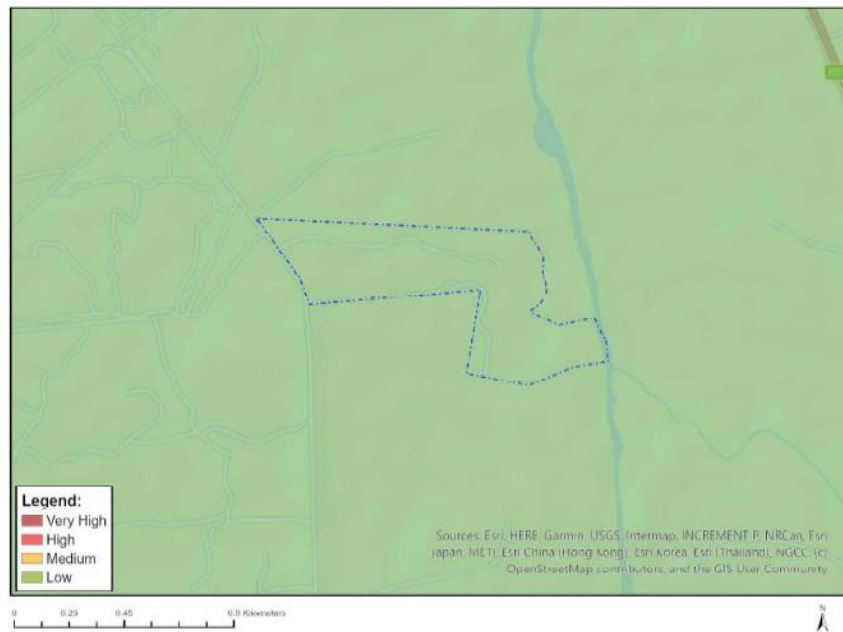 Legend:
Very High
High
Medium
Low
Sources: Esri, HERE, Garmin, USGS, Intermap, INCREMENT P, NRCan, Esri
Japan, METI, Esri China (Hong Kong), Esri Korea, Esri (Thailand), NGCC, (c)
OpenStreetMap contributors, and the GIS User Community
0 0.23 0.45 0.9 Kilometers
N